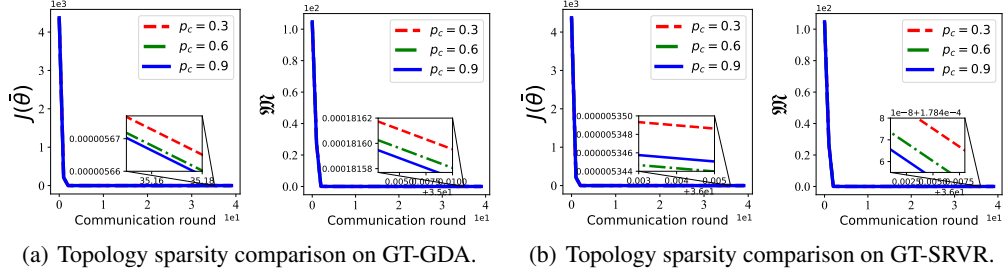 1e3
4
3
2
1
0
J(θ̄)
p_c = 0.3
p_c = 0.6
p_c = 0.9
0.00000567
0.00000566
35.16
35.18
0
1
2
3
4
1e1
Communication round
1e2
1.0
0.8
0.6
0.4
0.2
0.0
𝔐
p_c = 0.3
p_c = 0.6
p_c = 0.9
0.00018162
0.00018160
0.00018158
0.0050
0.0075
0.0100
+3.5e1
0
1
2
3
4
1e1
Communication round
1e3
4
3
2
1
0
J(θ̄)
p_c = 0.3
p_c = 0.6
p_c = 0.9
0.000005350
0.000005348
0.000005346
0.000005344
0.003
0.004
0.005
+3.6e1
0
1
2
3
4
1e1
Communication round
1e2
1.0
0.8
0.6
0.4
0.2
0.0
𝔐
p_c = 0.3
p_c = 0.6
p_c = 0.9
1e−8+1.784e−4
8
7
6
0.0025
0.0050
0.0075
+3.6e1
0
1
2
3
4
1e1
Communication round
(a) Topology sparsity comparison on GT-GDA.
(b) Topology sparsity comparison on GT-SRVR.